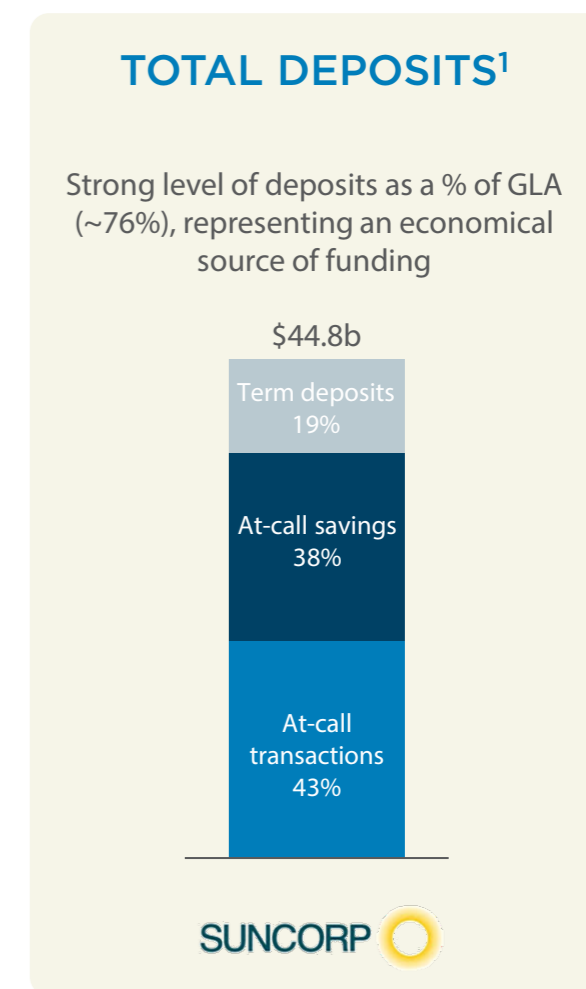 TOTAL DEPOSITS¹
Strong level of deposits as a % of GLA
(~76%), representing an economical
source of funding
$44.8b
Term deposits
19%
At-call savings
38%
At-call
transactions
43%
SUNCORP